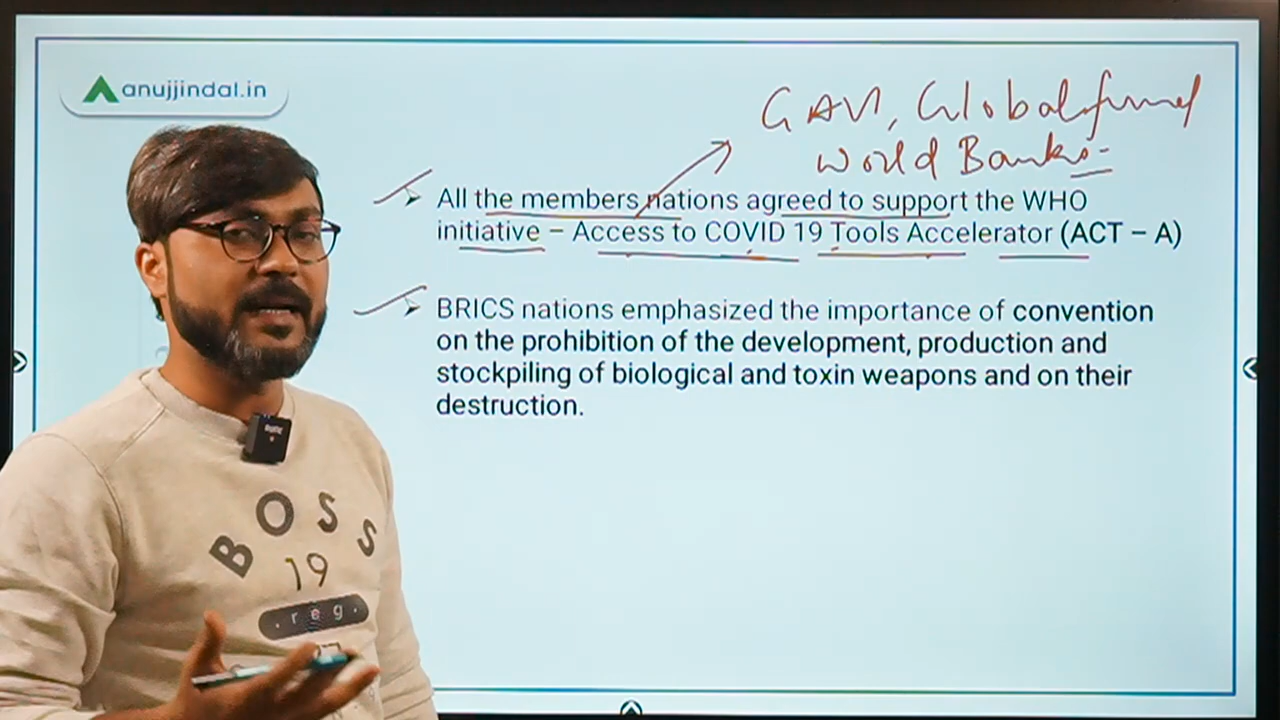 anujjindal.in
GAVI, Global fund
World Bank
All the members nations agreed to support the WHO
initiative – Access to COVID 19 Tools Accelerator (ACT – A)
BRICS nations emphasized the importance of convention
on the prohibition of the development, production and
stockpiling of biological and toxin weapons and on their
destruction.
BOSS
19
.reg.